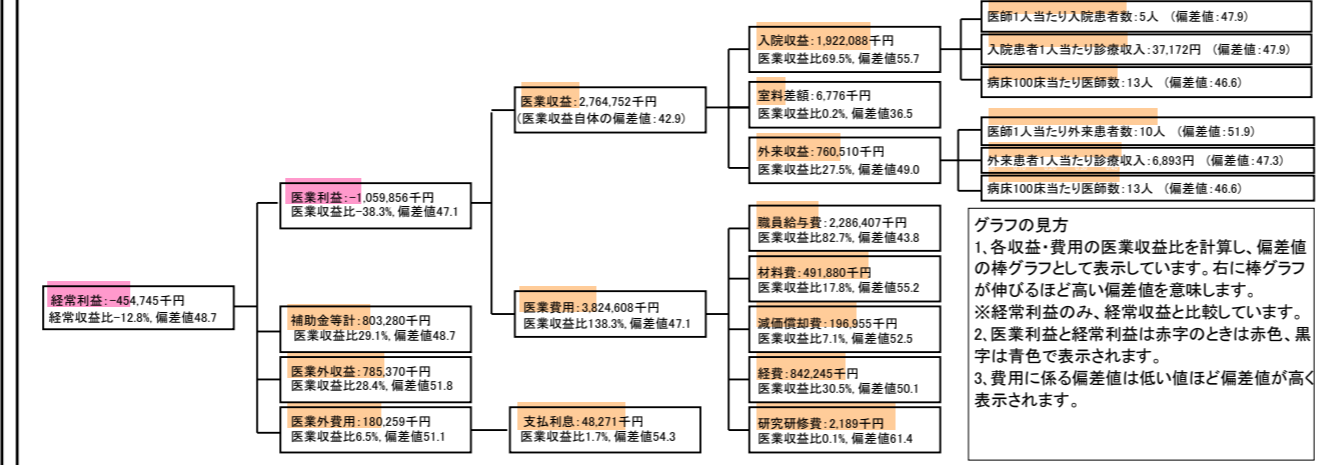 経常利益:-454,745千円
経常収益比-12.8%, 偏差値48.7
医業利益:-1,059,856千円
医業収益比-38.3%, 偏差値47.1
補助金等計:803,280千円
医業収益比29.1%, 偏差値48.7
医業外収益:785,370千円
医業収益比28.4%, 偏差値51.8
医業外費用:180,259千円
医業収益比6.5%, 偏差値51.1
医業収益:2,764,752千円
(医業収益自体の偏差値:42.9)
医業費用:3,824,608千円
医業収益比138.3%, 偏差値47.1
支払利息:48,271千円
医業収益比1.7%, 偏差値54.3
入院収益:1,922,088千円
医業収益比69.5%, 偏差値55.7
室料差額:6,776千円
医業収益比0.2%, 偏差値36.5
外来収益:760,510千円
医業収益比27.5%, 偏差値49.0
職員給与費:2,286,407千円
医業収益比82.7%, 偏差値43.8
材料費:491,880千円
医業収益比17.8%, 偏差値55.2
減価償却費:196,955千円
医業収益比7.1%, 偏差値52.5
経費:842,245千円
医業収益比30.5%, 偏差値50.1
研究研修費:2,189千円
医業収益比0.1%, 偏差値61.4
医師1人当たり入院患者数:5人 (偏差値:47.9)
入院患者1人当たり診療収入:37,172円 (偏差値:47.9)
病床100床当たり医師数:13人 (偏差値:46.6)
医師1人当たり外来患者数:10人 (偏差値:51.9)
外来患者1人当たり診療収入:6,893円 (偏差値:47.3)
病床100床当たり医師数:13人 (偏差値:46.6)
グラフの見方
1、各収益・費用の医業収益比を計算し、偏差値
の棒グラフとして表示しています。右に棒グラフ
が伸びるほど高い偏差値を意味します。
※経常利益のみ、経常収益と比較しています。
2、医業利益と経常利益は赤字のときは赤色、黒
字は青色で表示されます。
3、費用に係る偏差値は低い値ほど偏差値が高く
表示されます。